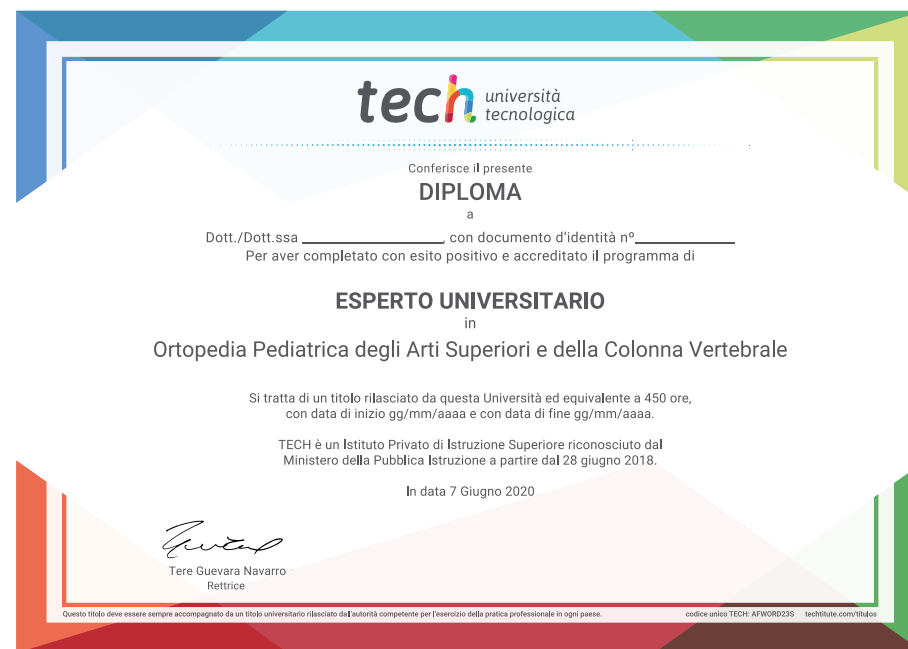 tech università
tecnologica
Conferisce il presente
DIPLOMA
a
Dott./Dott.ssa ____________________, con documento d'identità nº______________
Per aver completato con esito positivo e accreditato il programma di
ESPERTO UNIVERSITARIO
in
Ortopedia Pediatrica degli Arti Superiori e della Colonna Vertebrale
Si tratta di un titolo rilasciato da questa Università ed equivalente a 450 ore,
con data di inizio gg/mm/aaaa e con data di fine gg/mm/aaaa.
TECH è un Istituto Privato di Istruzione Superiore riconosciuto dal
Ministero della Pubblica Istruzione a partire dal 28 giugno 2018.
In data 7 Giugno 2020
Tere Guevara Navarro
Rettrice
Questo titolo deve essere sempre accompagnato da un titolo universitario rilasciato dall'autorità competente per l'esercizio della pratica professionale in ogni paese. codice unico TECH: AFWORD23S techtitute.com/titulos